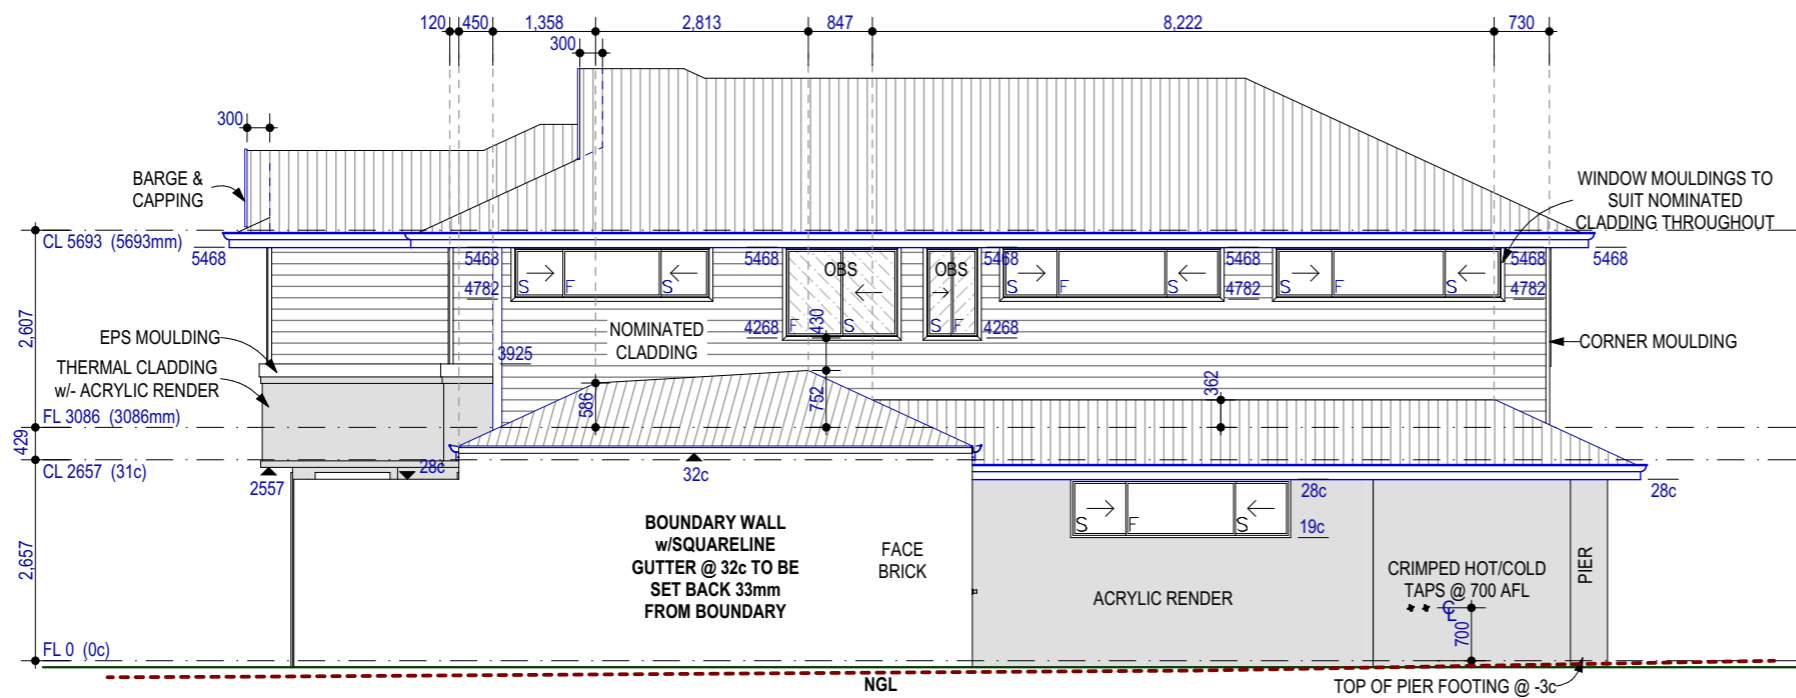 120 450 1,358 2,813 847 8,222 730
300
300
BARGE &
CAPPING
WINDOW MOULDINGS TO
SUIT NOMINATED
CLADDING THROUGHOUT
CL 5693 (5693mm)
5468 5468 5468 5468 5468 5468 5468
OBS OBS
S F S
S F S
S F S
4782 4782 4782
F S
S F
4268 430 4268
2,607
EPS MOULDING
NOMINATED
CLADDING
3925
CORNER MOULDING
THERMAL CLADDING
w/- ACRYLIC RENDER
586 752 362
FL 3086 (3086mm)
429
CL 2657 (31c)
2557
28c
32c
28c
28c
S F S
19c
BOUNDARY WALL
w/SQUARELINE
GUTTER @ 32c TO BE
SET BACK 33mm
FROM BOUNDARY
FACE
BRICK
2,657
ACRYLIC RENDER
CRIMPED HOT/COLD
TAPS @ 700 AFL
CL
700
PIER
FL 0 (0c)
NGL
TOP OF PIER FOOTING @ -3c